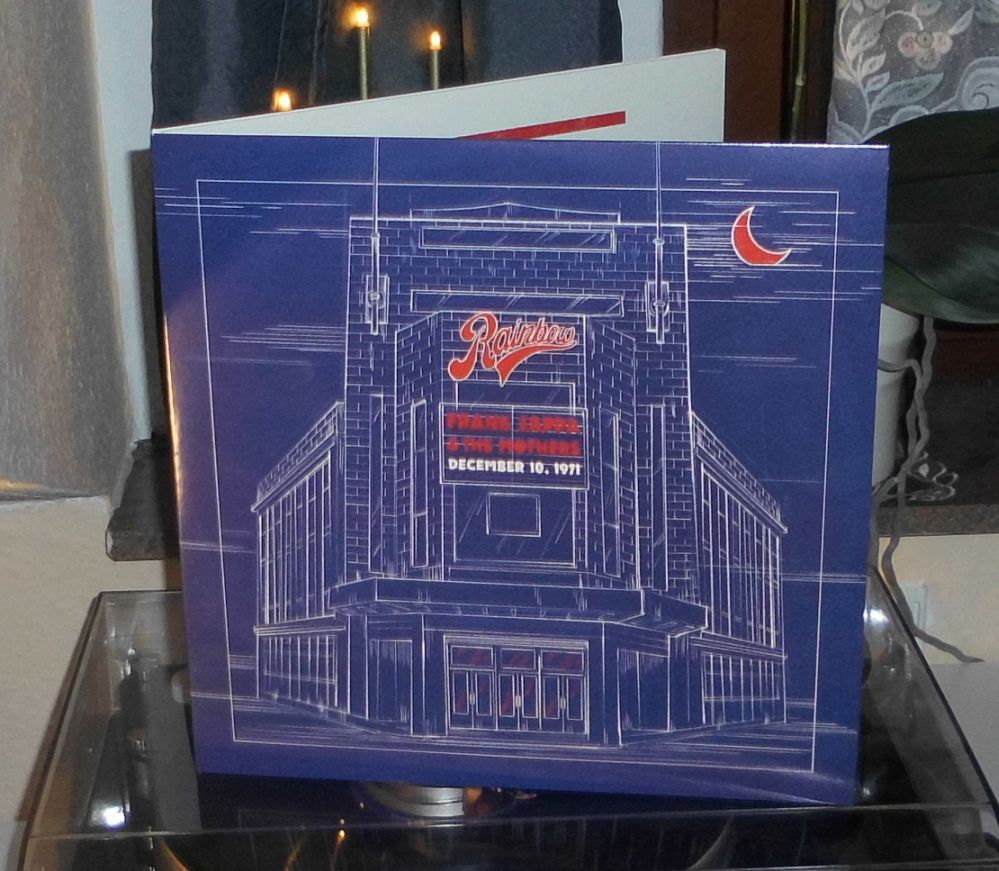 Rainbow
FRANK ZAPPA
& THE MOTHERS
DECEMBER 10, 1971